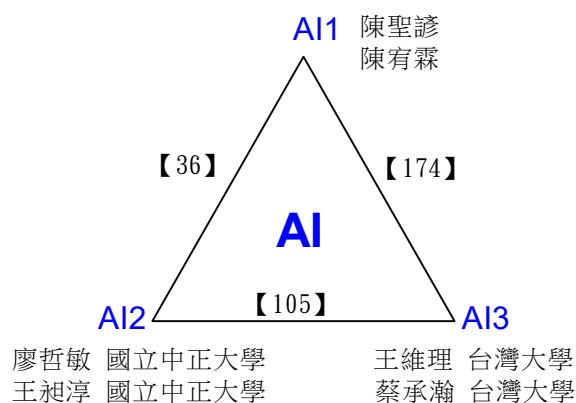 AI1 陳聖諺
陳宥霖
【36】 【174】
AI
AI2 【105】 AI3
廖哲敏 國立中正大學 王維理 台灣大學
王昶淳 國立中正大學 蔡承瀚 台灣大學